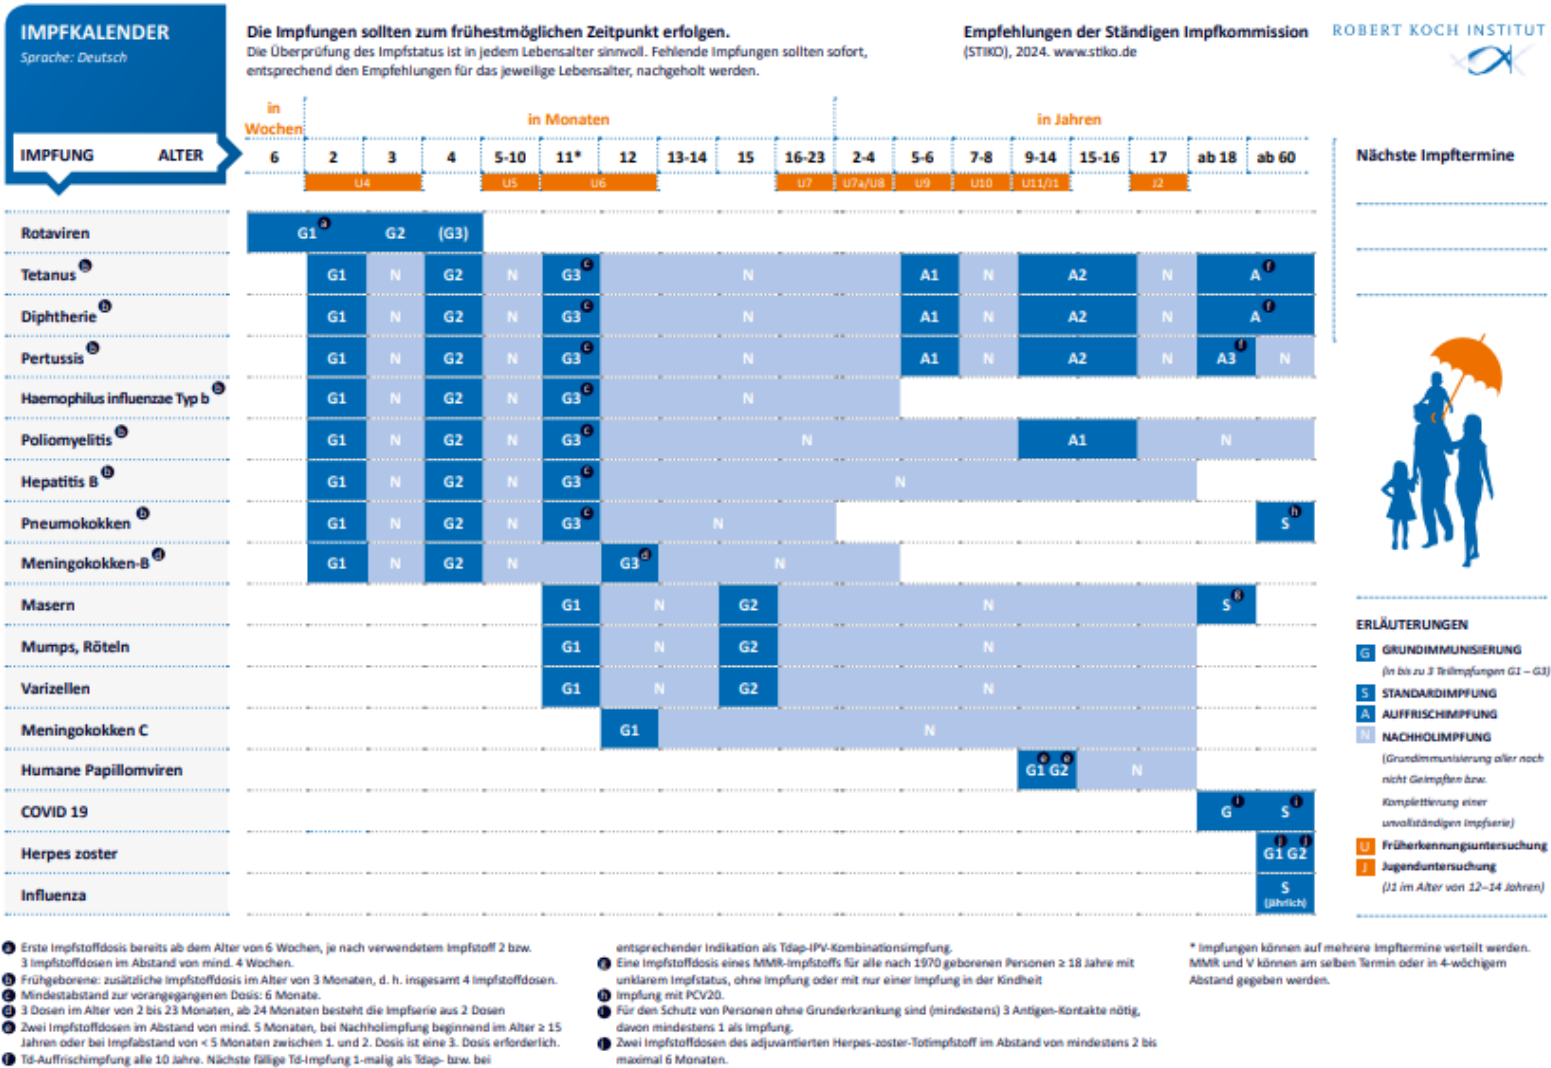 IMPFKALENDER
Sprache: Deutsch
Die Impfungen sollten zum frühestmöglichen Zeitpunkt erfolgen.
Die Überprüfung des Impfstatus ist in jedem Lebensalter sinnvoll. Fehlende Impfungen sollten sofort,
entsprechend den Empfehlungen für das jeweilige Lebensalter, nachgeholt werden.
Empfehlungen der Ständigen Impfkommission
(STIKO), 2024. www.stiko.de
ROBERT KOCH INSTITUT
in Wochen in Monaten in Jahren
IMPFUNG ALTER
6 2 3 4 5-10 11* 12 13-14 15 16-23 2-4 5-6 7-8 9-14 15-16 17 ab 18 ab 60
U4 U5 U6 U7 U7a/U8 U9 U10 U11/J1 J2
Nächste Impftermine
Rotaviren G1 a G2 (G3)
Tetanus b G1 N G2 N G3 c N A1 N A2 N A f
Diphtherie b G1 N G2 N G3 c N A1 N A2 N A f
Pertussis b G1 N G2 N G3 c N A1 N A2 N A3 f N
Haemophilus influenzae Typ b b G1 N G2 N G3 c N
Poliomyelitis b G1 N G2 N G3 c N A1 N
Hepatitis B b G1 N G2 N G3 c N
Pneumokokken b G1 N G2 N G3 c N S h
Meningokokken-B d G1 N G2 N G3 d N
Masern G1 N G2 N S g
Mumps, Röteln G1 N G2 N
Varizellen G1 N G2 N
Meningokokken C G1 N
Humane Papillomviren G1 e G2 e N
COVID 19 G i S i
Herpes zoster G1 j G2 j
Influenza S
(jährlich)
ERLÄUTERUNGEN
G GRUNDIMMUNISIERUNG
(in bis zu 3 Teilimpfungen G1 – G3)
S STANDARDIMPFUNG
A AUFFRISCHIMPFUNG
N NACHHOLIMPFUNG
(Grundimmunisierung aller noch
nicht Geimpften bzw.
Komplettierung einer
unvollständigen Impfserie)
U Früherkennungsuntersuchung
J Jugenduntersuchung
(J1 im Alter von 12–14 Jahren)
a Erste Impfstoffdosis bereits ab dem Alter von 6 Wochen, je nach verwendetem Impfstoff 2 bzw.
3 Impfstoffdosen im Abstand von mind. 4 Wochen.
b Frühgeborene: zusätzliche Impfstoffdosis im Alter von 3 Monaten, d. h. insgesamt 4 Impfstoffdosen.
c Mindestabstand zur vorangegangenen Dosis: 6 Monate.
d 3 Dosen im Alter von 2 bis 23 Monaten, ab 24 Monaten besteht die Impfserie aus 2 Dosen
e Zwei Impfstoffdosen im Abstand von mind. 5 Monaten, bei Nachholimpfung beginnend im Alter ≥ 15
Jahren oder bei Impfabstand von < 5 Monaten zwischen 1. und 2. Dosis ist eine 3. Dosis erforderlich.
f Td-Auffrischimpfung alle 10 Jahre. Nächste fällige Td-Impfung 1-malig als Tdap- bzw. bei
entsprechender Indikation als Tdap-IPV-Kombinationsimpfung.
g Eine Impfstoffdosis eines MMR-Impfstoffs für alle nach 1970 geborenen Personen ≥ 18 Jahre mit
unklarem Impfstatus, ohne Impfung oder mit nur einer Impfung in der Kindheit
h Impfung mit PCV20.
i Für den Schutz von Personen ohne Grunderkrankung sind (mindestens) 3 Antigen-Kontakte nötig,
davon mindestens 1 als Impfung.
j Zwei Impfstoffdosen des adjuvantierten Herpes-zoster-Totimpfstoff im Abstand von mindestens 2 bis
maximal 6 Monaten.
* Impfungen können auf mehrere Impftermine verteilt werden.
MMR und V können am selben Termin oder in 4-wöchigem
Abstand gegeben werden.